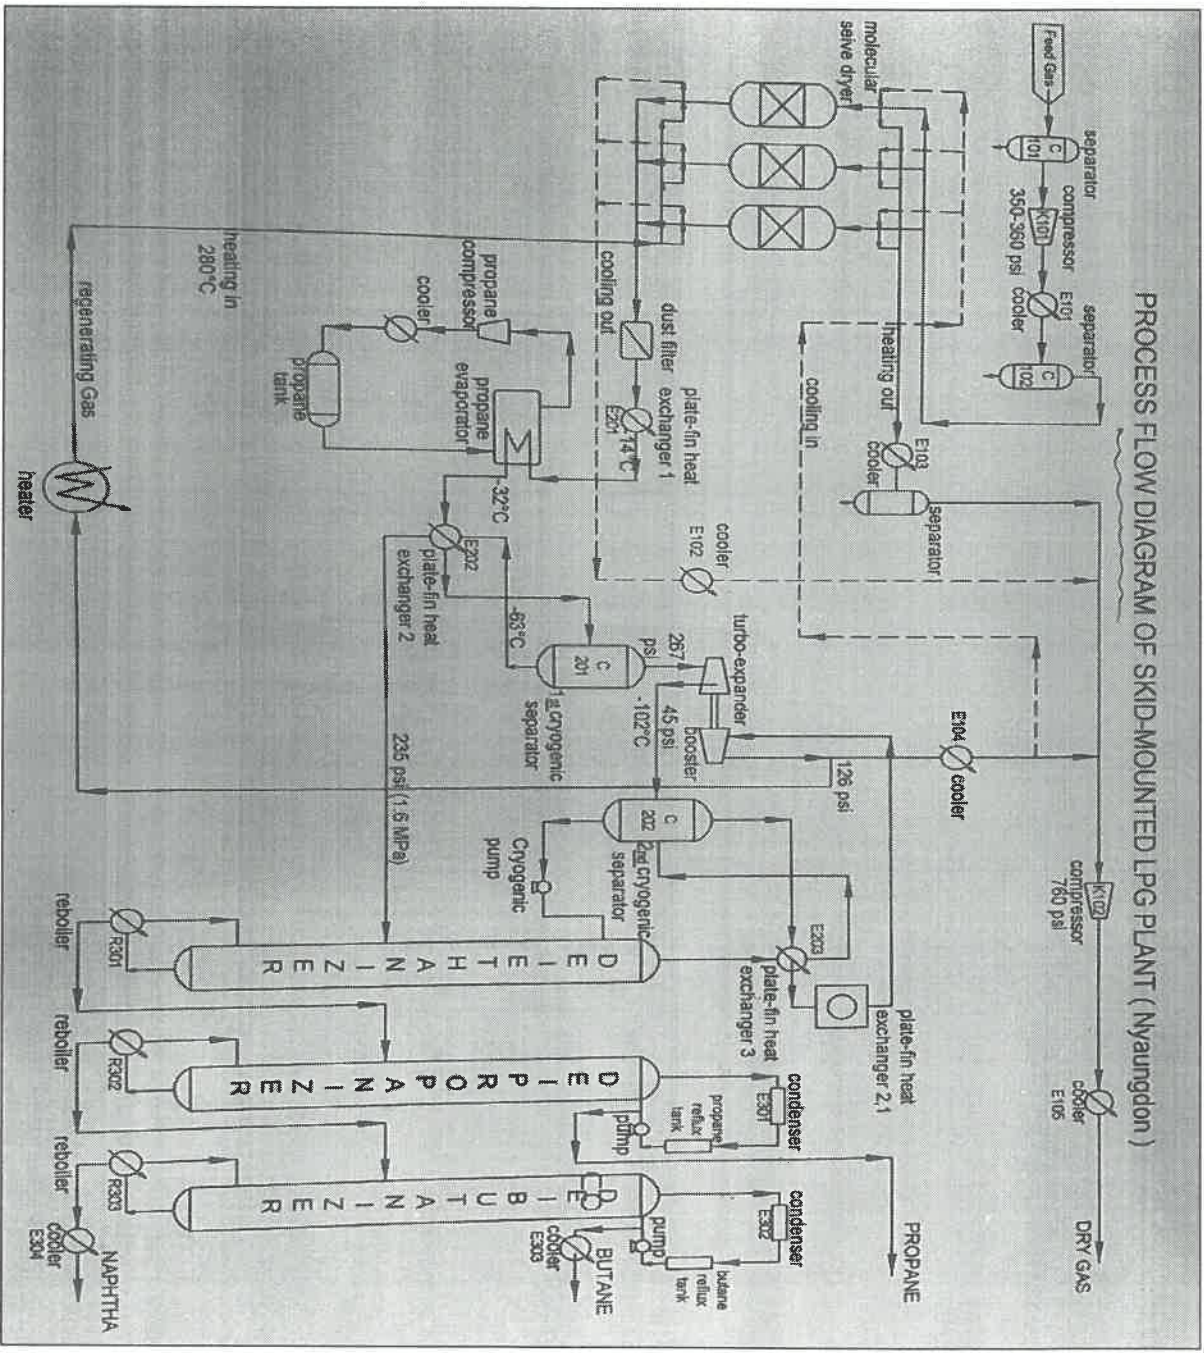 PROCESS FLOW DIAGRAM OF SKID-MOUNTED LPG PLANT ( Nyaungdon )
Feed Gas
separator
C
101
compressor
K101
350-360 psi
E101
cooler
separator
C
102
molecular
seive dryer
heating out
E103
cooler
separator
cooling in
cooling out
dust filter
plate-fin heat
exchanger 1
E201
14°C
cooler
E102
turbo-expander
booster
267
psi
45 psi
-102°C
126 psi
E104
cooler
compressor
K102
760 psi
cooler
E105
DRY GAS
propane
compressor
cooler
propane
tank
propane
evaporator
-32°C
E202
plate-fin heat
exchanger 2
-63°C
C
201
1st cryogenic
separator
C
202
2nd cryogenic
separator
Cryogenic
pump
E203
plate-fin heat
exchanger 3
plate-fin heat
exchanger 2,1
heating in
280°C
regenerating Gas
heater
235 psi (1.6 MPa)
DEIETHANIZER
R301
reboiler
DEIPROPANIZER
R302
reboiler
condenser
E301
propane
reflux
tank
pump
PROPANE
DEIBUTANIZER
R303
reboiler
condenser
E302
butane
reflux
tank
pump
cooler
E303
BUTANE
cooler
E304
NAPHTHA